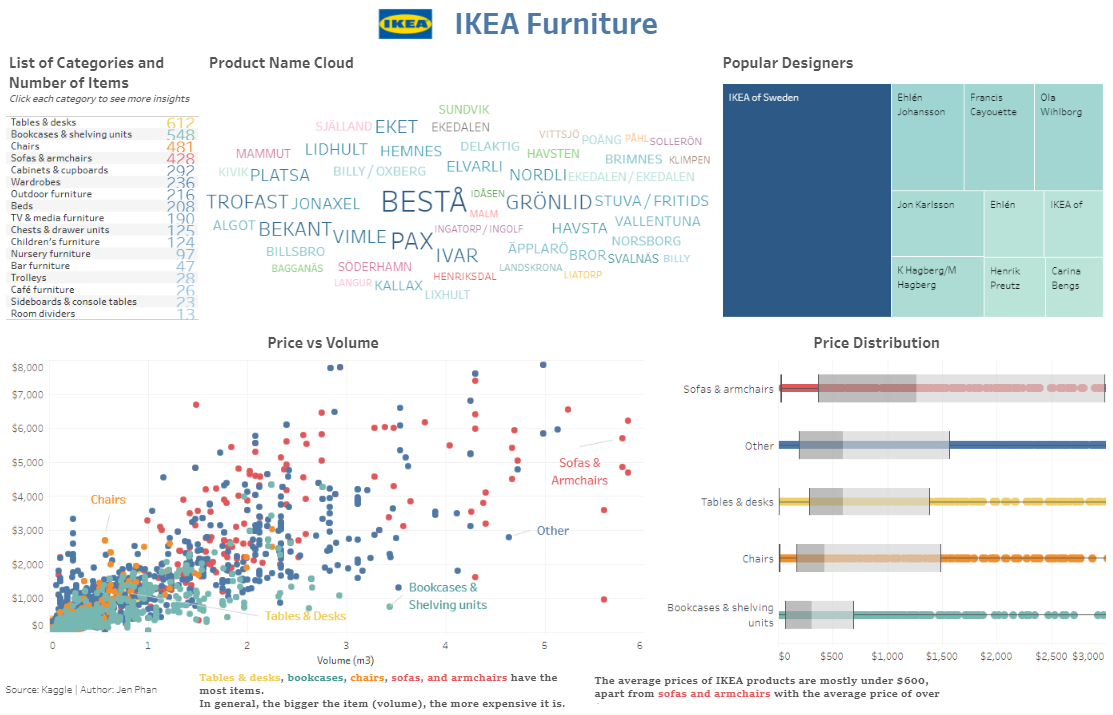 IKEA
IKEA Furniture
List of Categories and
Number of Items
Click each category to see more insights
Tables & desks 612
Bookcases & shelving units 548
Chairs 481
Sofas & armchairs 428
Cabinets & cupboards 292
Wardrobes 236
Outdoor furniture 216
Beds 208
TV & media furniture 190
Chests & drawer units 125
Children's furniture 124
Nursery furniture 97
Bar furniture 47
Trolleys 28
Café furniture 26
Sideboards & console tables 23
Room dividers 13
Product Name Cloud
SUNDVIK
SJÄLLAND EKET EKEDALEN
VITTSJÖ POÄNG PÅHL SOLLERÖN
MAMMUT LIDHULT HEMNES DELAKTIG HAVSTEN BRIMNES KLIMPEN
KIVIK PLATSA BILLY / OXBERG ELVARLI NORDLI EKEDALEN / EKEDALEN
TROFAST JONAXEL BESTÅ IDÅSEN GRÖNLID STUVA / FRITIDS
MALM
ALGOT BEKANT VIMLE PAX INGATORP / INGOLF HAVSTA VALLENTUNA
BILLSBRO IVAR ÄPPLARÖ BROR SVALNÄS NORSBORG BILLY
BAGGANÄS SÖDERHAMN HENRIKSDAL LANDSKRONA LIATORP
LANGUR KALLAX LIXHULT
Popular Designers
IKEA of Sweden
Ehlén
Johansson
Francis
Cayouette
Ola
Wihlborg
Jon Karlsson
Ehlén
IKEA of
K Hagberg/M
Hagberg
Henrik
Preutz
Carina
Bengs
Price vs Volume
$8,000
$7,000
$6,000
$5,000
$4,000
$3,000
$2,000
$1,000
$0
Chairs
Sofas &
Armchairs
Other
Bookcases &
Shelving units
Tables & Desks
0 1 2 3 4 5 6
Volume (m3)
Price Distribution
Sofas & armchairs
Other
Tables & desks
Chairs
Bookcases & shelving
units
$0 $500 $1,000 $1,500 $2,000 $2,500 $3,000
Source: Kaggle | Author: Jen Phan
Tables & desks, bookcases, chairs, sofas, and armchairs have the
most items.
In general, the bigger the item (volume), the more expensive it is.
The average prices of IKEA products are mostly under $600,
apart from sofas and armchairs with the average price of over